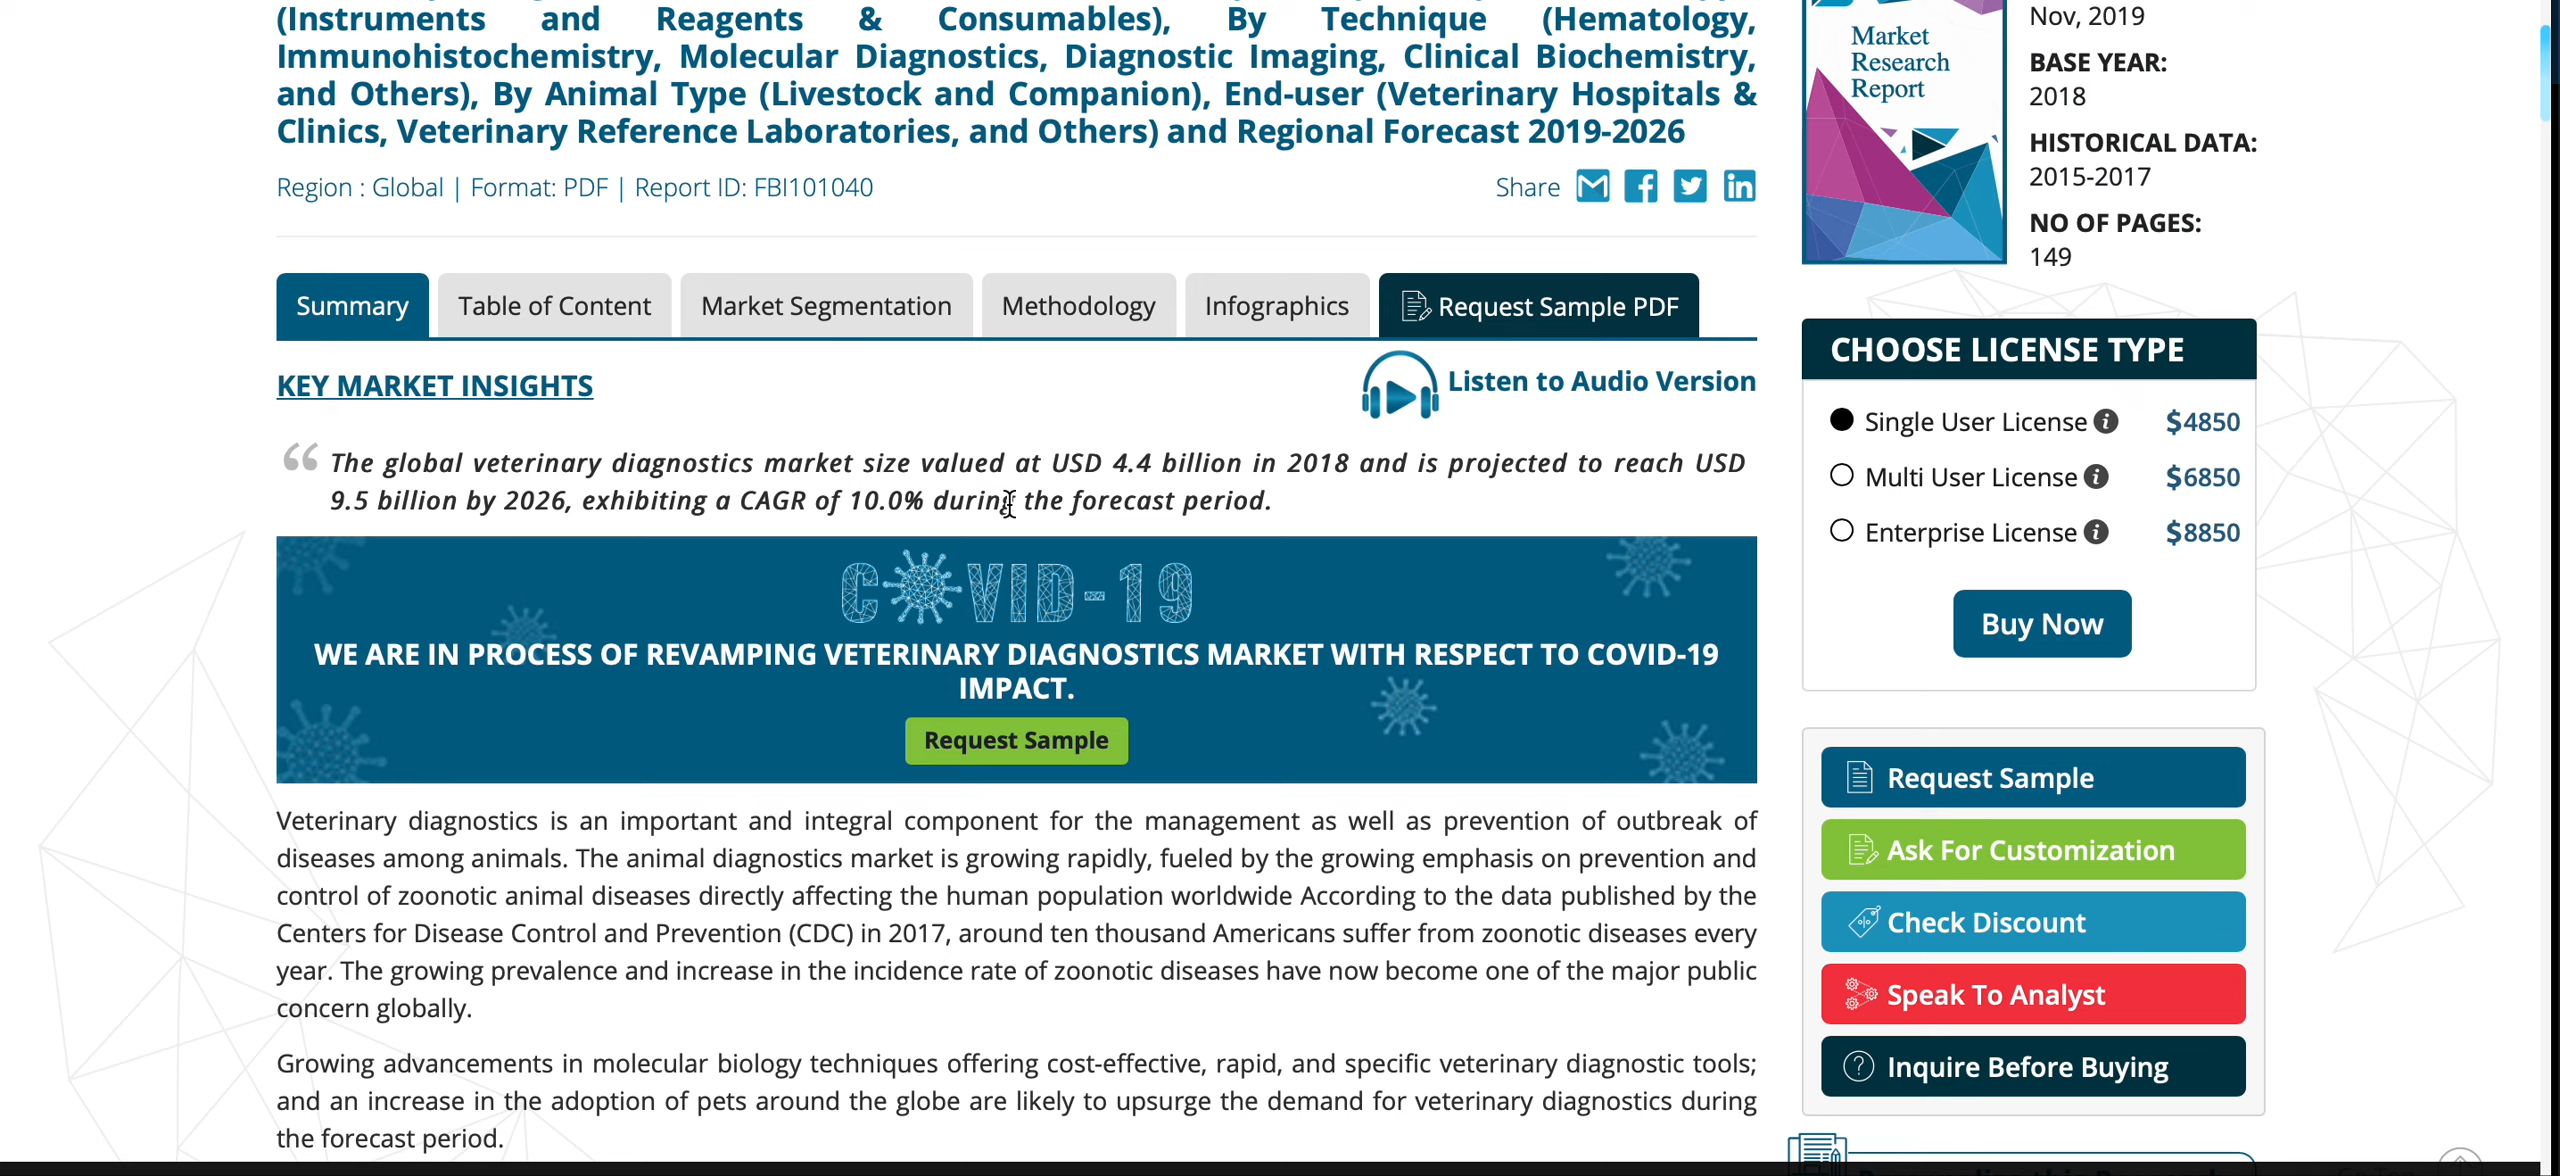 (Instruments and Reagents & Consumables), By Technique (Hematology,
Immunohistochemistry, Molecular Diagnostics, Diagnostic Imaging, Clinical Biochemistry,
and Others), By Animal Type (Livestock and Companion), End-user (Veterinary Hospitals &
Clinics, Veterinary Reference Laboratories, and Others) and Regional Forecast 2019-2026
Region : Global | Format: PDF | Report ID: FBI101040
Share
Summary
Table of Content
Market Segmentation
Methodology
Infographics
Request Sample PDF
KEY MARKET INSIGHTS
Listen to Audio Version
The global veterinary diagnostics market size valued at USD 4.4 billion in 2018 and is projected to reach USD
9.5 billion by 2026, exhibiting a CAGR of 10.0% during the forecast period.
COVID-19
WE ARE IN PROCESS OF REVAMPING VETERINARY DIAGNOSTICS MARKET WITH RESPECT TO COVID-19
IMPACT.
Request Sample
Veterinary diagnostics is an important and integral component for the management as well as prevention of outbreak of
diseases among animals. The animal diagnostics market is growing rapidly, fueled by the growing emphasis on prevention and
control of zoonotic animal diseases directly affecting the human population worldwide According to the data published by the
Centers for Disease Control and Prevention (CDC) in 2017, around ten thousand Americans suffer from zoonotic diseases every
year. The growing prevalence and increase in the incidence rate of zoonotic diseases have now become one of the major public
concern globally.
Growing advancements in molecular biology techniques offering cost-effective, rapid, and specific veterinary diagnostic tools;
and an increase in the adoption of pets around the globe are likely to upsurge the demand for veterinary diagnostics during
the forecast period.
Market
Research
Report
Nov, 2019
BASE YEAR:
2018
HISTORICAL DATA:
2015-2017
NO OF PAGES:
149
CHOOSE LICENSE TYPE
Single User License $4850
Multi User License $6850
Enterprise License $8850
Buy Now
Request Sample
Ask For Customization
Check Discount
Speak To Analyst
Inquire Before Buying